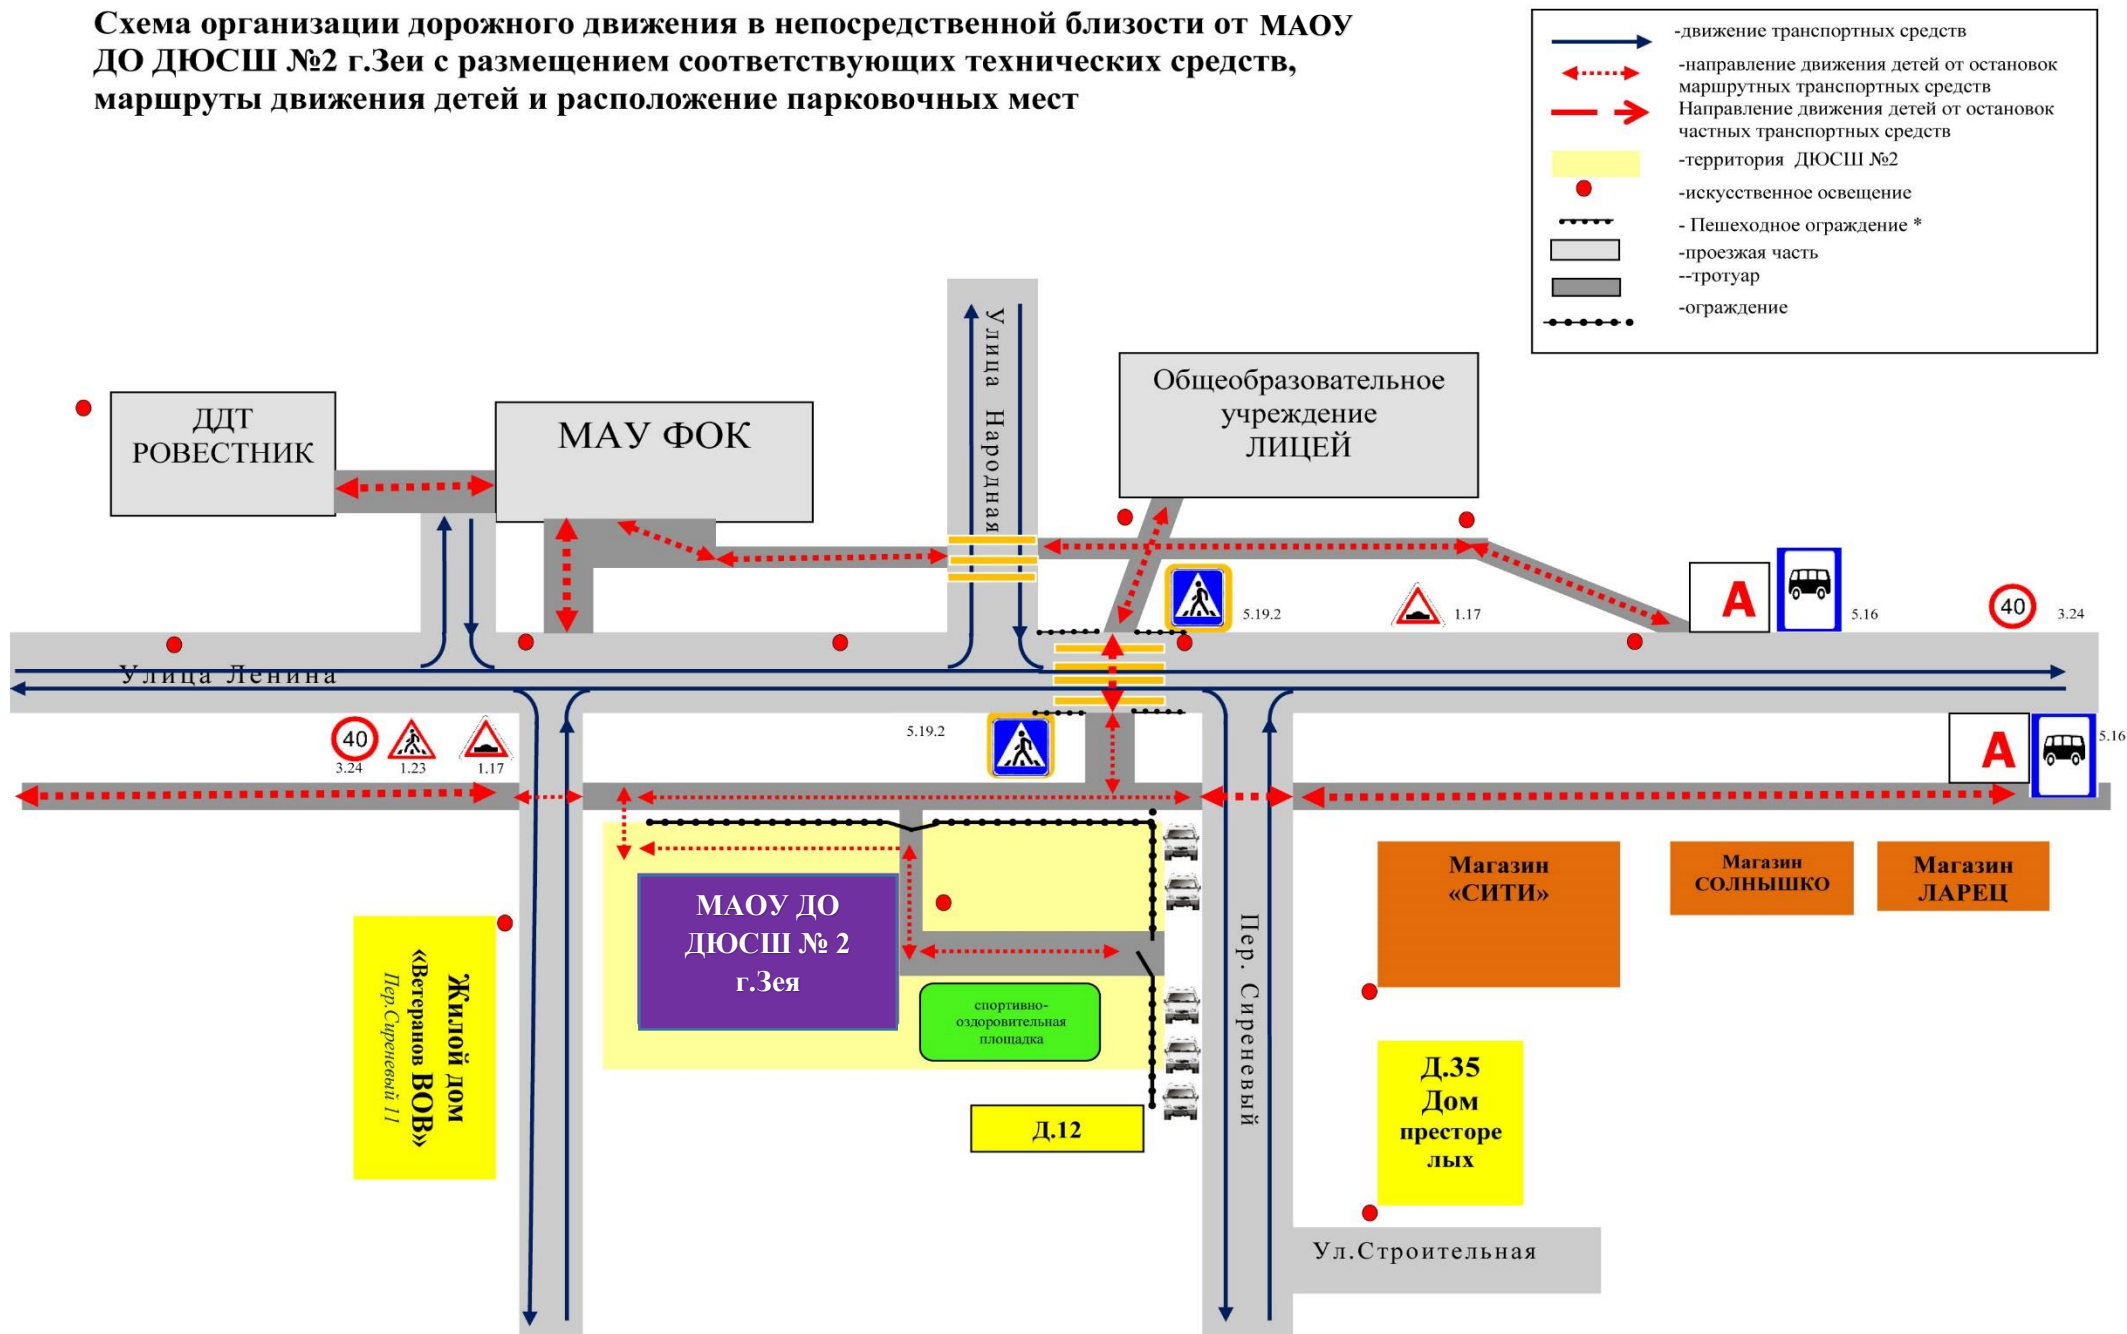 Схема организации дорожного движения в непосредственной близости от МАОУ
ДО ДЮСШ №2 г.Зеи с размещением соответствующих технических средств,
маршруты движения детей и расположение парковочных мест
-движение транспортных средств
-направление движения детей от остановок
маршрутных транспортных средств
Направление движения детей от остановок
частных транспортных средств
-территория ДЮСШ №2
-искусственное освещение
- Пешеходное ограждение *
-проезжая часть
--тротуар
-ограждение
Улица Народная
Общеобразовательное
учреждение
ЛИЦЕЙ
ДДТ
РОВЕСТНИК
МАУ ФОК
5.19.2
1.17
А
5.16
40
3.24
Улица Ленина
40
3.24
1.23
1.17
5.19.2
А
5.16
МАОУ ДО
ДЮСШ № 2
г.Зея
спортивно-
оздоровительная
площадка
Д.12
Жилой дом
«Ветеранов ВОВ»
Пер.Сиреневый 11
Пер. Сиреневый
Магазин
«СИТИ»
Магазин
СОЛНЫШКО
Магазин
ЛАРЕЦ
Д.35
Дом
престоре
лых
Ул.Строительная